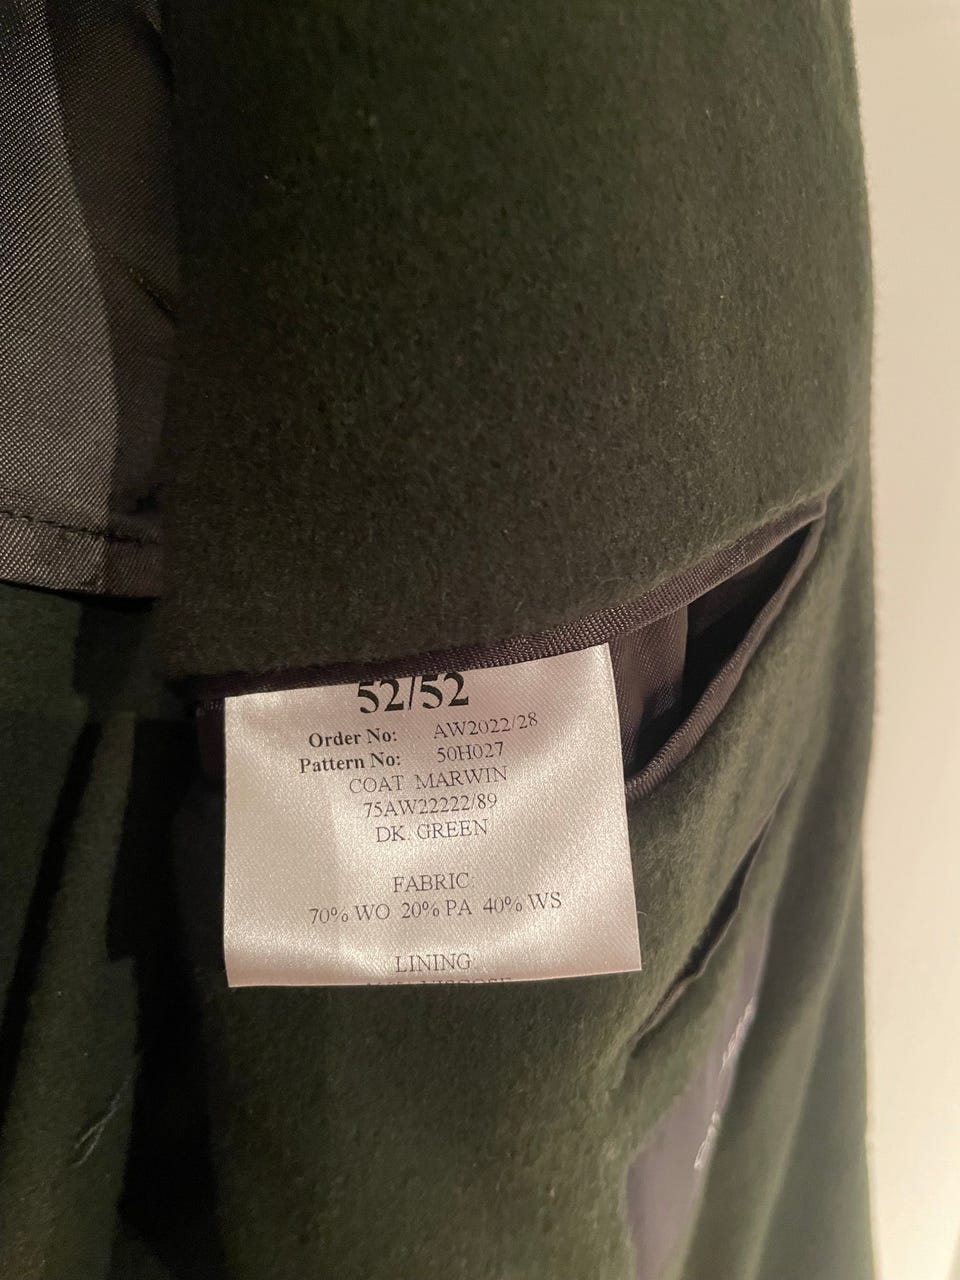 52/52
Order No: AW2022/28
Pattern No: 50H027
COAT MARWIN
75AW22222/89
DK. GREEN
FABRIC:
70% WO 20% PA 40% WS
LINING